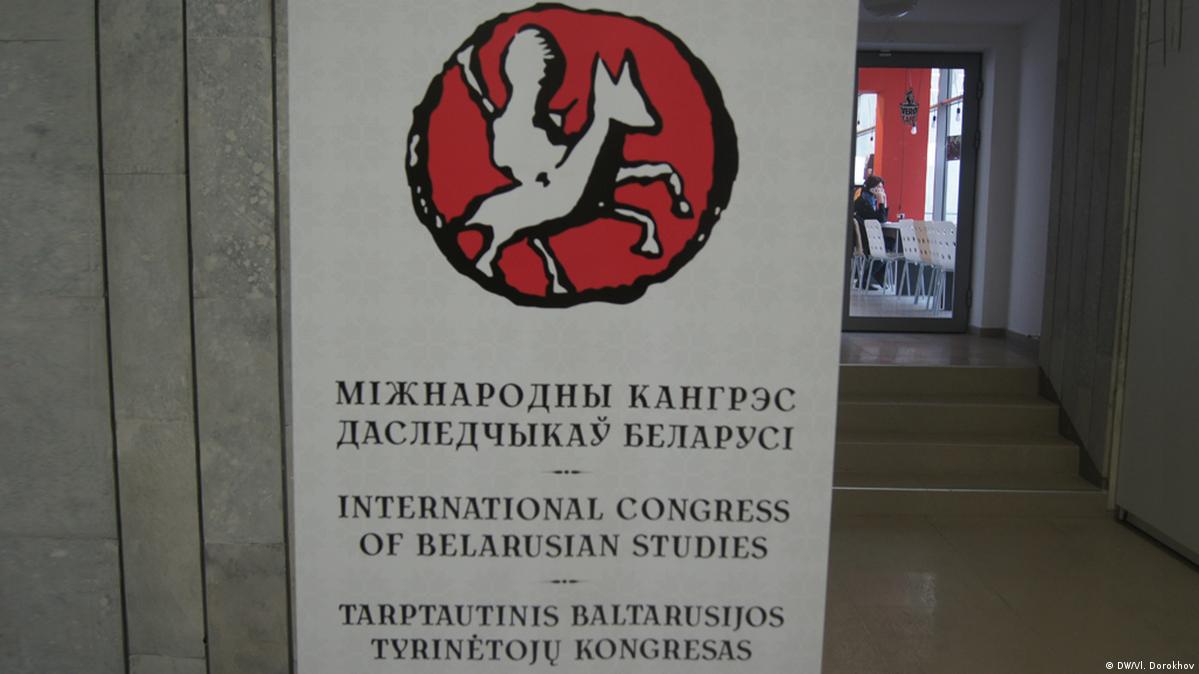 МІЖНАРОДНЫ КАНГРЭС
ДАСЛЕДЧЫКАЎ БЕЛАРУСІ
INTERNATIONAL CONGRESS
OF BELARUSIAN STUDIES
TARPTAUTINIS BALTARUSIJOS
TYRINĖTOJŲ KONGRESAS
© DW/Vl. Dorokhov